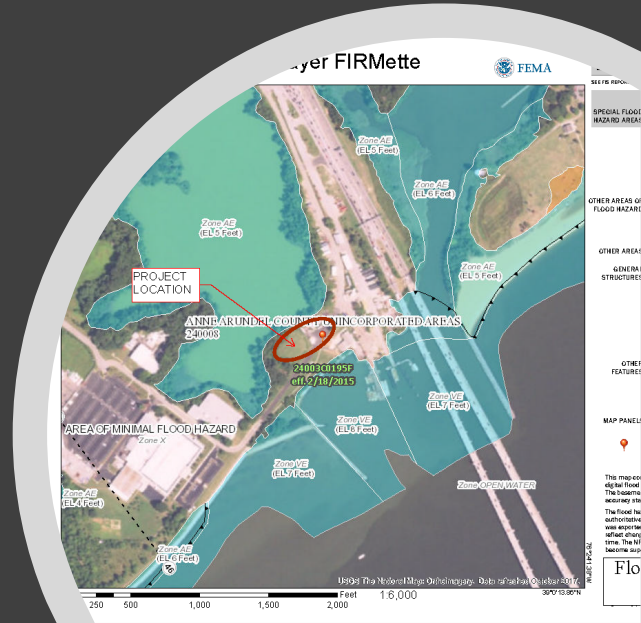 ayer FIRMette
FEMA
SEE FIS REPOR
SPECIAL FLOOD
HAZARD AREAS
OTHER AREAS OF
FLOOD HAZARD
OTHER AREAS
GENERAL
STRUCTURES
OTHER
FEATURES
MAP PANELS
This map co
digital flood
The basema
accuracy sta
The flood ha
authoritative
was exporte
reflect chang
time. The NF
become sup
Flo
Zone AE
(EL 5 Feet)
Zone AE
(EL 6 Feet)
Zone AE
(EL 5 Feet)
Zone AE
(EL 5 Feet)
PROJECT
LOCATION
ANNE ARUNDEL COUNTY UNINCORPORATED AREAS
240008
24003C0195F
eff. 2/18/2015
Zone VE
(EL 7 Feet)
Zone VE
(EL 8 Feet)
AREA OF MINIMAL FLOOD HAZARD
Zone X
Zone VE
(EL 7 Feet)
Zone OPEN WATER
Zone AE
(EL 4 Feet)
Zone AE
(EL 6 Feet)
46
USGS The National Map: Orthoimagery. Data refreshed October 2017.
76°24'1.39"W
39°0'13.86"N
250
500
1,000
1,500
2,000
Feet
1:6,000